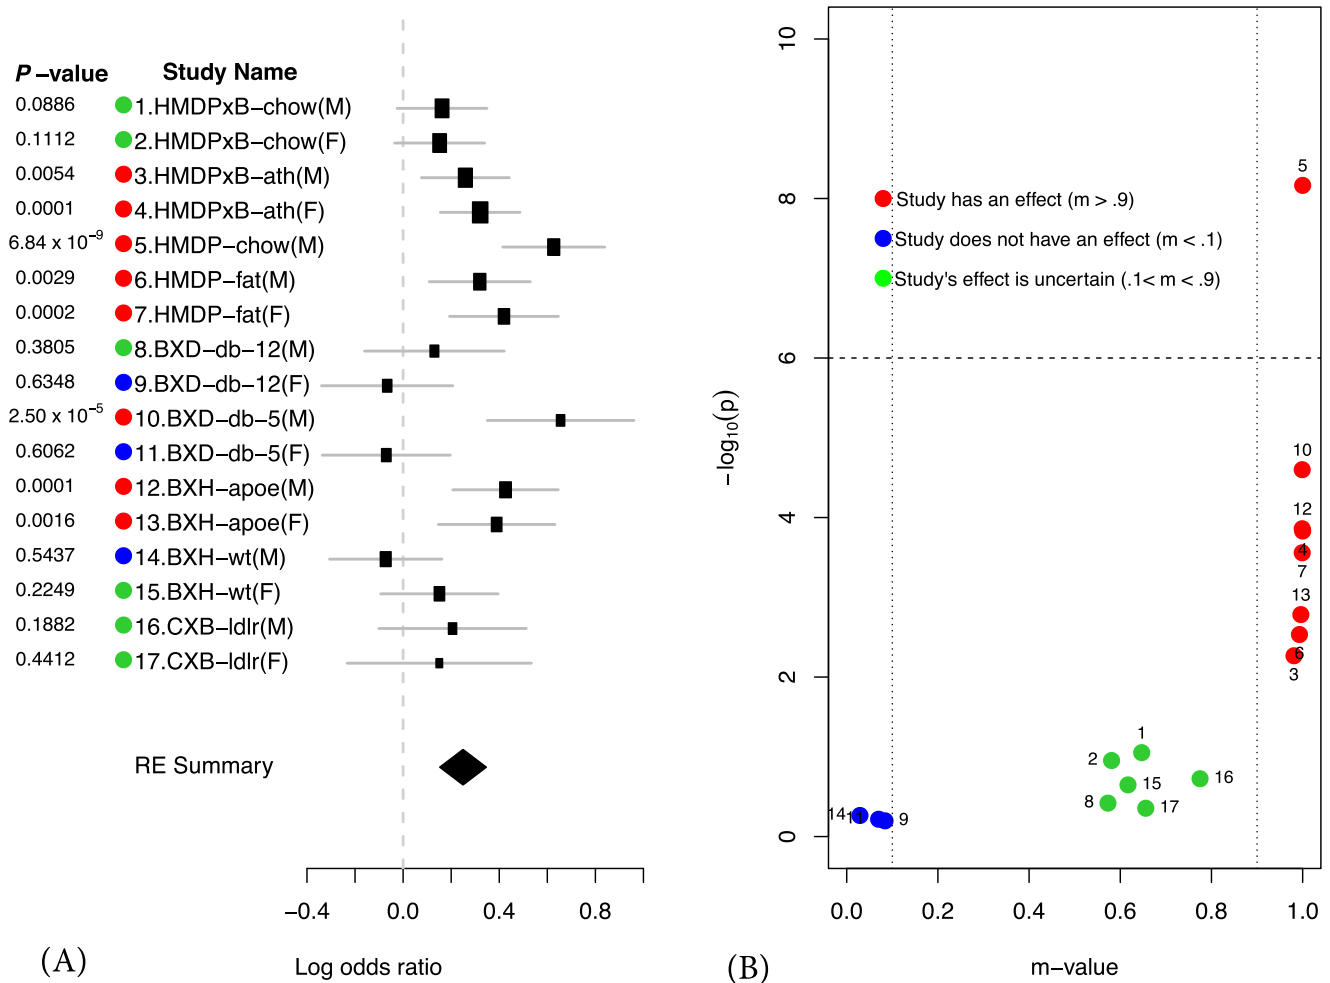 P −value Study Name
0.0886 1.HMDPxB−chow(M)
0.1112 2.HMDPxB−chow(F)
0.0054 3.HMDPxB−ath(M)
0.0001 4.HMDPxB−ath(F)
6.84 x 10⁻⁹ 5.HMDP−chow(M)
0.0029 6.HMDP−fat(M)
0.0002 7.HMDP−fat(F)
0.3805 8.BXD−db−12(M)
0.6348 9.BXD−db−12(F)
2.50 x 10⁻⁵ 10.BXD−db−5(M)
0.6062 11.BXD−db−5(F)
0.0001 12.BXH−apoe(M)
0.0016 13.BXH−apoe(F)
0.5437 14.BXH−wt(M)
0.2249 15.BXH−wt(F)
0.1882 16.CXB−ldlr(M)
0.4412 17.CXB−ldlr(F)
RE Summary
−0.4 0.0 0.4 0.8
Log odds ratio
(A)
10
8
6
4
2
0
−log₁₀(p)
5
Study has an effect (m > .9)
Study does not have an effect (m < .1)
Study's effect is uncertain (.1< m < .9)
10
12
4
7
13
6
3
1
2
15
16
8
17
14
11
9
0.0 0.2 0.4 0.6 0.8 1.0
m−value
(B)